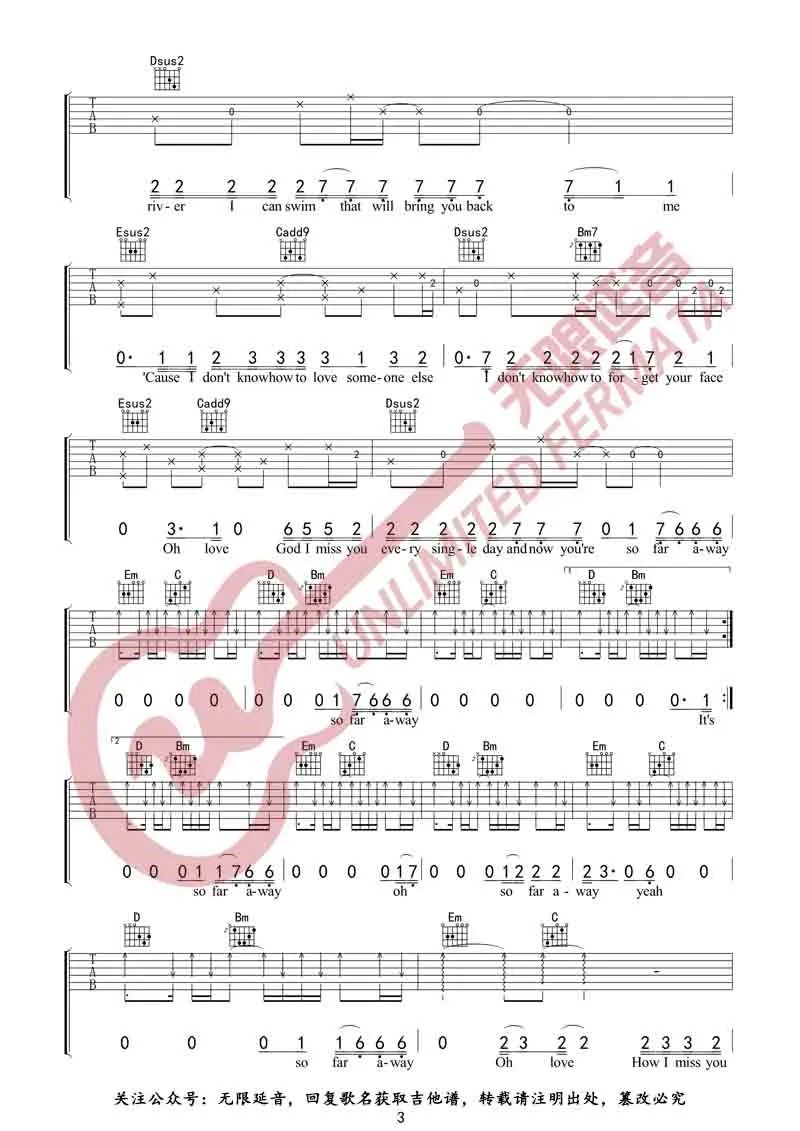 Dsus2
T
A
B
2 2 2 2 2 7 7 7 7 7 7 7 1 1
riv- er I can swim that will bring you back to me
Esus2 Cadd9 Dsus2 Bm7
T
A
B
0· 1 1 2 3 3 3 3 1 3 2 0· 7 2 2 2 2 2 1 7 2 1
'Cause I don't know how to love some-one else I don't know how to for - get your face
Esus2 Cadd9 Dsus2
T
A
B
0 3· 1 0 6 5 5 2 2 2 2 2 2 7 7 7 0 1 7 6 6 6
Oh love God I miss you eve-ry sing-le day and now you're so far a-way
Em C D Bm Em C D Bm
T
A
B
0 0 0 0 0 0 0 1 7 6 6 6 0 0 0 0 0 0 0 0· 1
so far a-way It's
2
D Bm Em C D Bm Em C
T
A
B
0 0 0 1 1 7 6 6 0 0 0 0 1 7 0 0 1 2 2 2 2 3· 0 6 0 0
so far a-way oh so far a- way yeah
D Bm Em C
T
A
B
0 0 0 1 1 6 6 6 0 2 3 2 2 2 3 3 2
so far a-way Oh love How I miss you
无限延音
UNLIMITED FERMATA
关注公众号：无限延音，回复歌名获取吉他谱，转载请注明出处，篡改必究
3